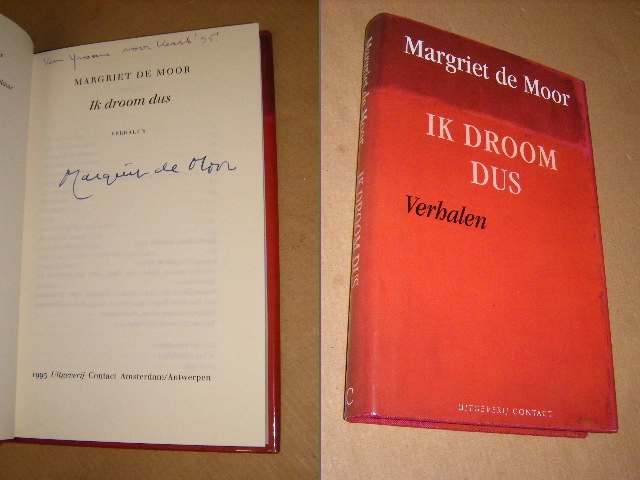 Van Yvonne voor Kerst '95!
MARGRIET DE MOOR
Ik droom dus
VERHALEN
Margriet de Moor
1995 Uitgeverij Contact Amsterdam/Antwerpen
Margriet de Moor
IK DROOM
DUS
Verhalen
UITGEVERIJ CONTACT
Margriet de Moor IK DROOM DUS
C